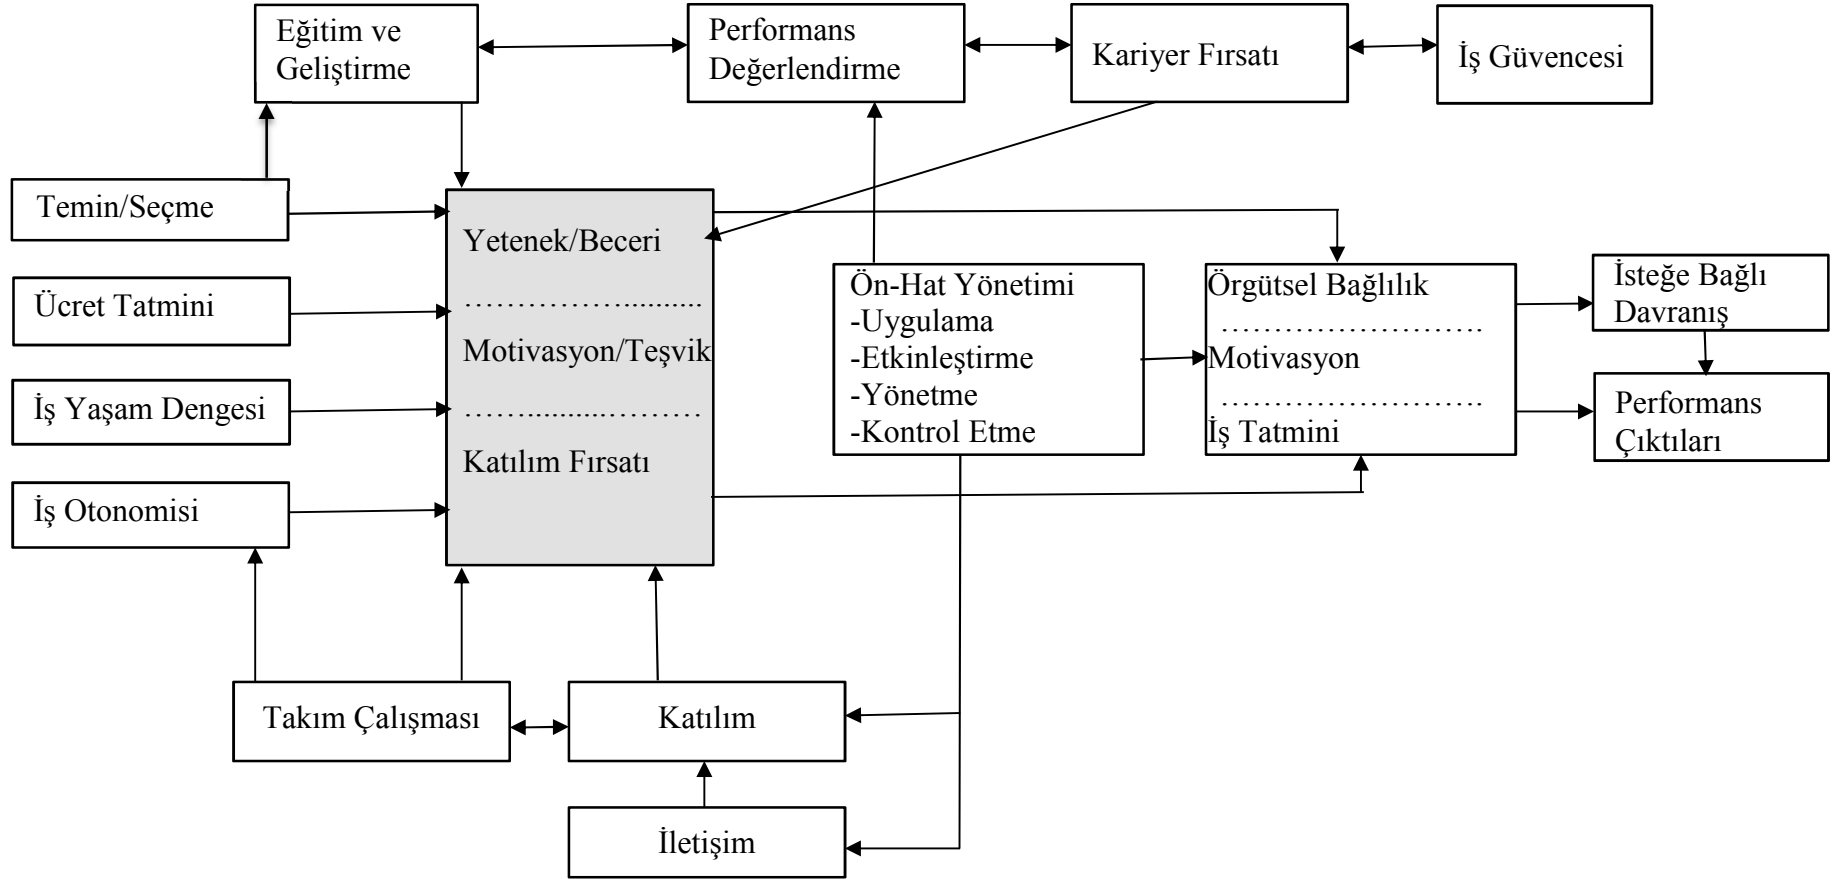 Eğitim ve
Geliştirme
Performans
Değerlendirme
Kariyer Fırsatı
İş Güvencesi
Temin/Seçme
Ücret Tatmini
İş Yaşam Dengesi
İş Otonomisi
Yetenek/Beceri
……………..........
Motivasyon/Teşvik
……..........………
Katılım Fırsatı
Ön-Hat Yönetimi
-Uygulama
-Etkinleştirme
-Yönetme
-Kontrol Etme
Örgütsel Bağlılık
…………………….
Motivasyon
…………………….
İş Tatmini
İsteğe Bağlı
Davranış
Performans
Çıktıları
Takım Çalışması
Katılım
İletişim